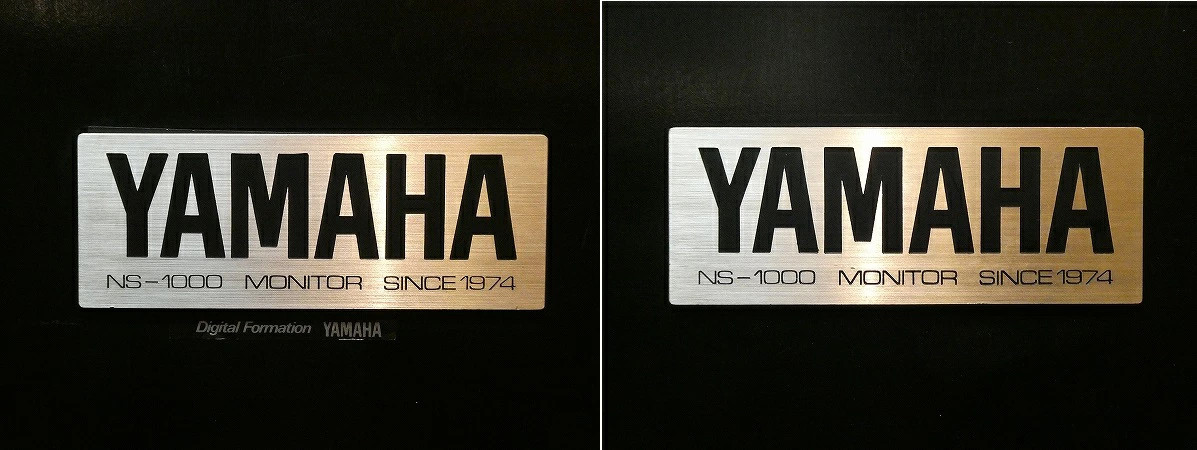 YAMAHA
NS-1000 MONITOR SINCE 1974
Digital Formation YAMAHA
YAMAHA
NS-1000 MONITOR SINCE 1974